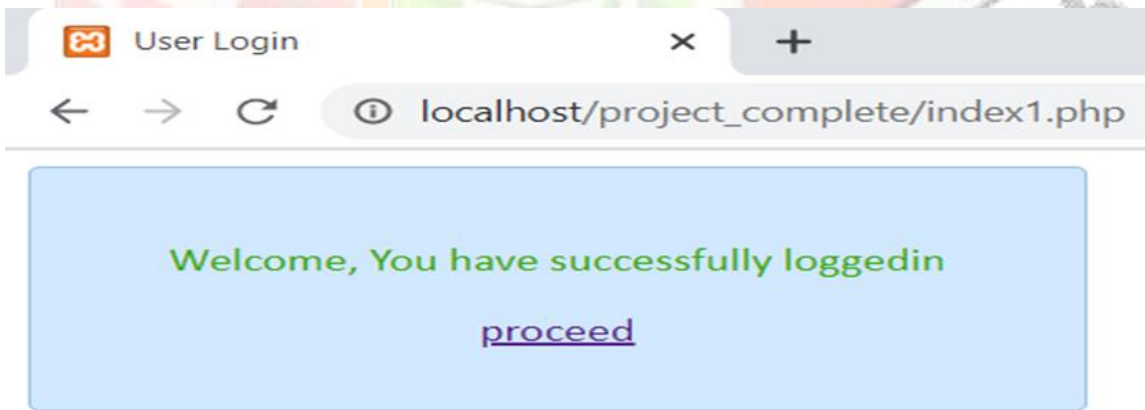 User Login
localhost/project_complete/index1.php
Welcome, You have successfully loggedin
proceed